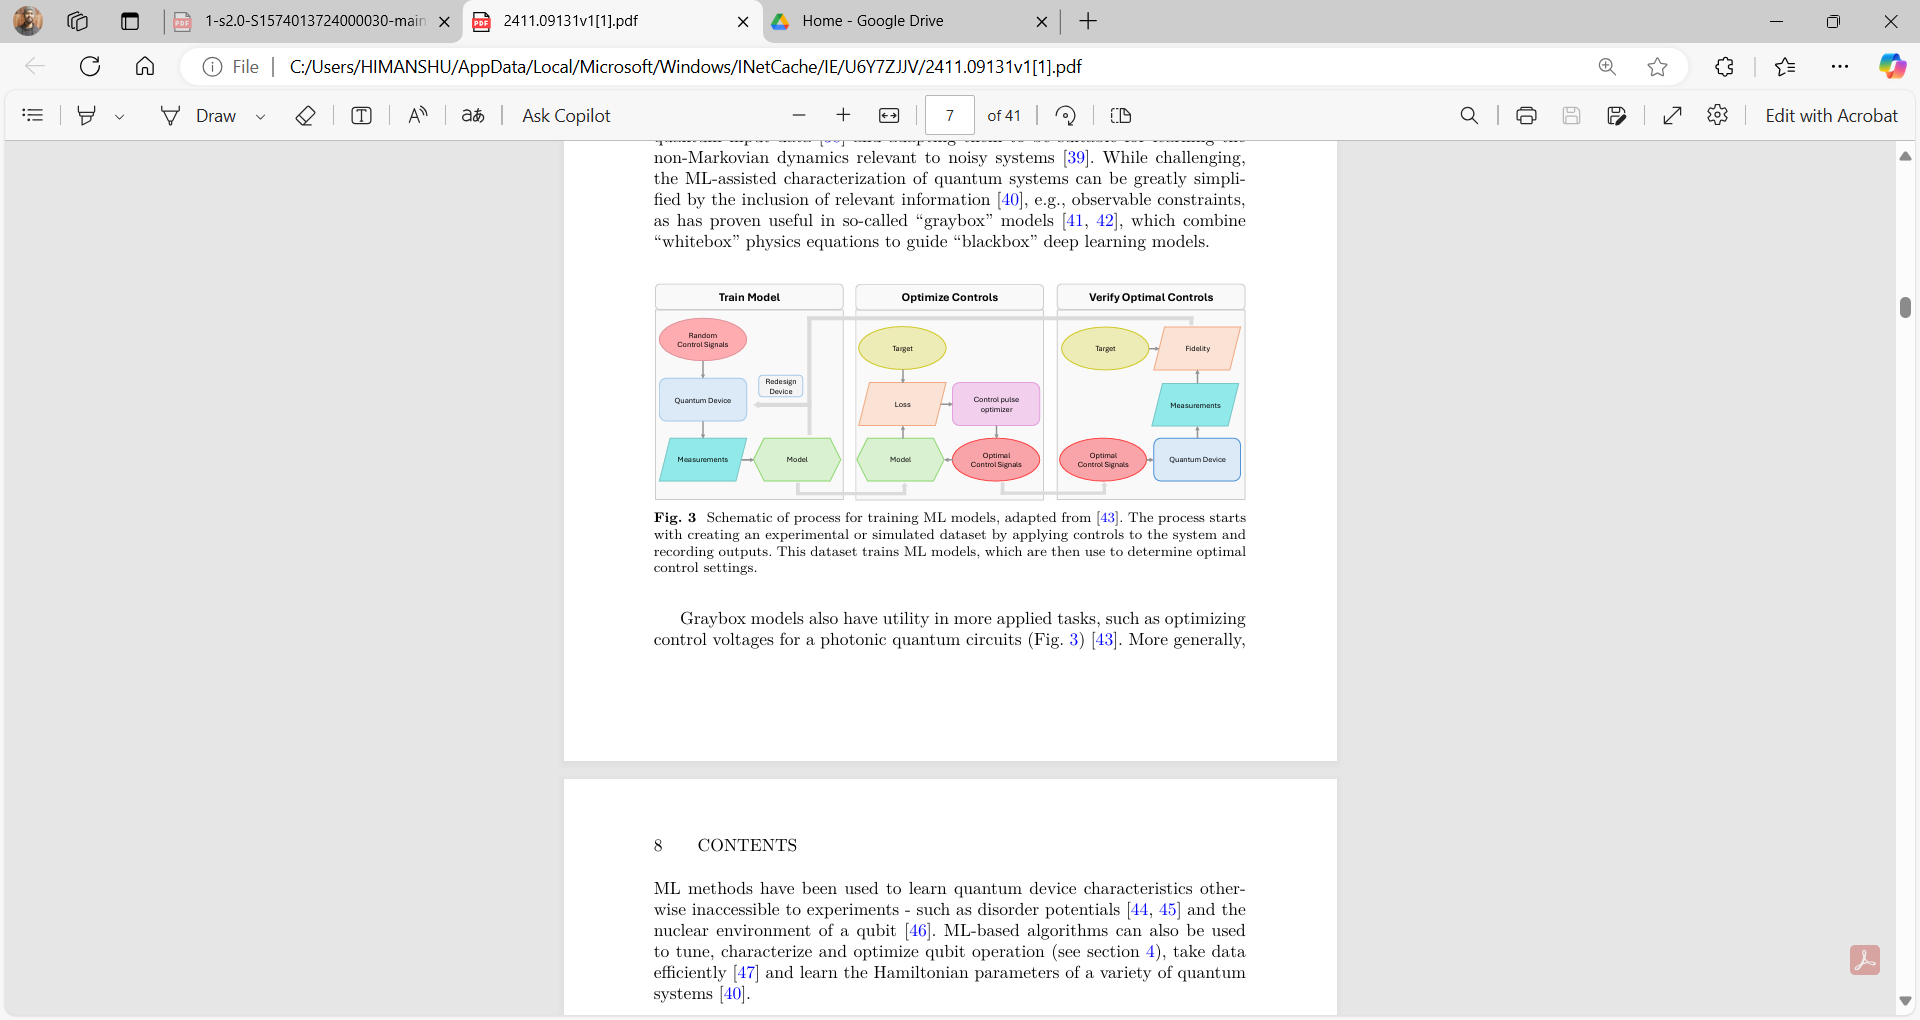 1-s2.0-S1574013724000030-main
2411.09131v1[1].pdf
Home - Google Drive
File
C:/Users/HIMANSHU/AppData/Local/Microsoft/Windows/INetCache/IE/U6Y7ZJJV/2411.09131v1[1].pdf
Draw
Ask Copilot
7 of 41
Edit with Acrobat
non-Markovian dynamics relevant to noisy systems [39]. While challenging,
the ML-assisted characterization of quantum systems can be greatly simpli-
fied by the inclusion of relevant information [40], e.g., observable constraints,
as has proven useful in so-called “graybox” models [41, 42], which combine
“whitebox” physics equations to guide “blackbox” deep learning models.
Train Model
Random
Control Signals
Quantum Device
Redesign
Device
Measurements
Model
Optimize Controls
Target
Loss
Control pulse
optimizer
Model
Optimal
Control Signals
Verify Optimal Controls
Target
Fidelity
Measurements
Optimal
Control Signals
Quantum Device
Fig. 3 Schematic of process for training ML models, adapted from [43]. The process starts
with creating an experimental or simulated dataset by applying controls to the system and
recording outputs. This dataset trains ML models, which are then use to determine optimal
control settings.
Graybox models also have utility in more applied tasks, such as optimizing
control voltages for a photonic quantum circuits (Fig. 3) [43]. More generally,
8 CONTENTS
ML methods have been used to learn quantum device characteristics other-
wise inaccessible to experiments - such as disorder potentials [44, 45] and the
nuclear environment of a qubit [46]. ML-based algorithms can also be used
to tune, characterize and optimize qubit operation (see section 4), take data
efficiently [47] and learn the Hamiltonian parameters of a variety of quantum
systems [40].